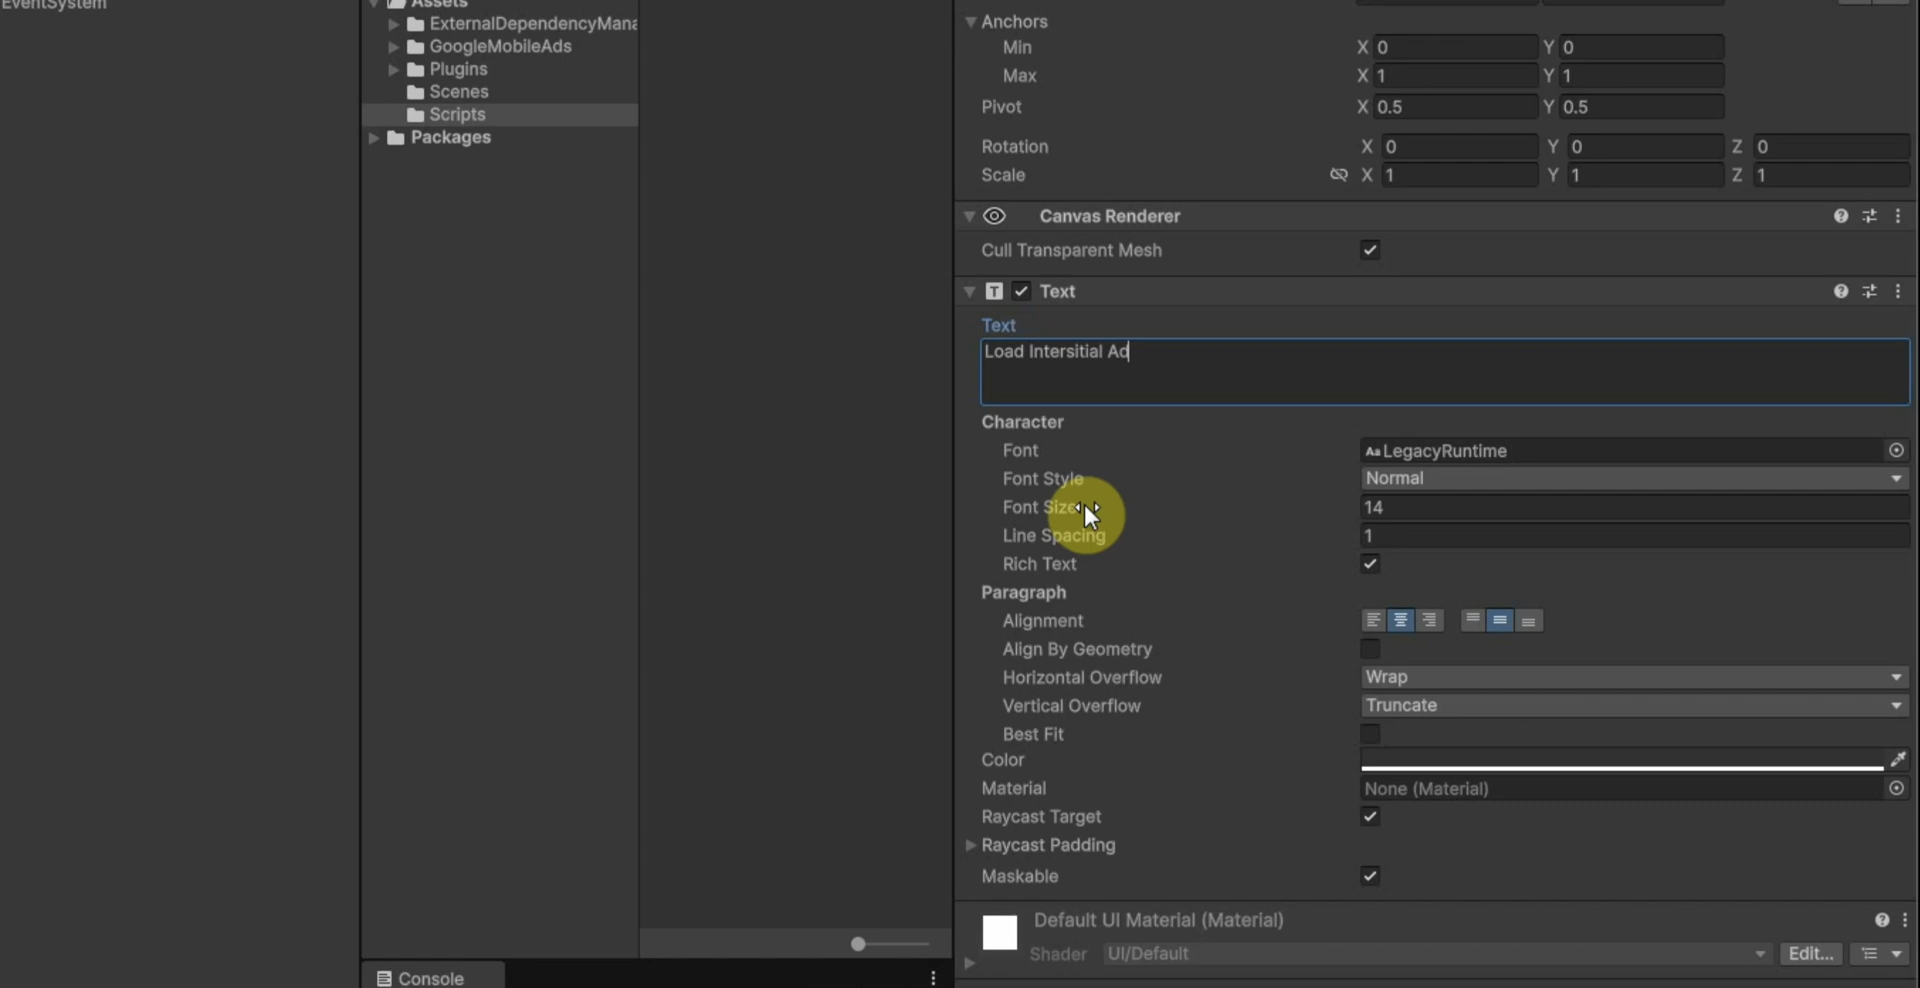 EventSystem
Assets
ExternalDependencyMana
GoogleMobileAds
Plugins
Scenes
Scripts
Packages
Console
Anchors
Min X 0 Y 0
Max X 1 Y 1
Pivot X 0.5 Y 0.5
Rotation X 0 Y 0 Z 0
Scale X 1 Y 1 Z 1
Canvas Renderer
Cull Transparent Mesh
T Text
Text
Load Intersitial Ad
Character
Font Aa LegacyRuntime
Font Style Normal
Font Size 14
Line Spacing 1
Rich Text
Paragraph
Alignment
Align By Geometry
Horizontal Overflow Wrap
Vertical Overflow Truncate
Best Fit
Color
Material None (Material)
Raycast Target
Raycast Padding
Maskable
Default UI Material (Material)
Shader UI/Default Edit...